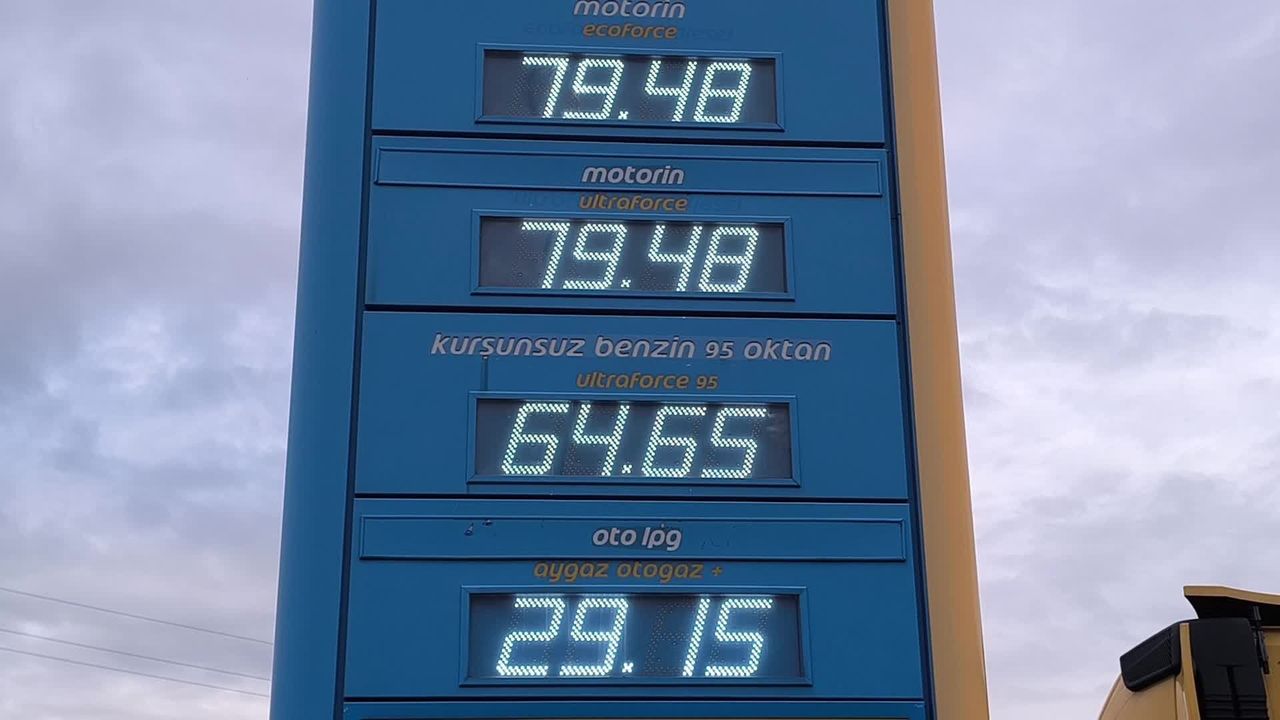 motorin
ecoforce
79.48
motorin
ultraforce
79.48
kurşunsuz benzin 95 oktan
ultraforce 95
64.65
oto lpg
aygaz otogaz +
29.15